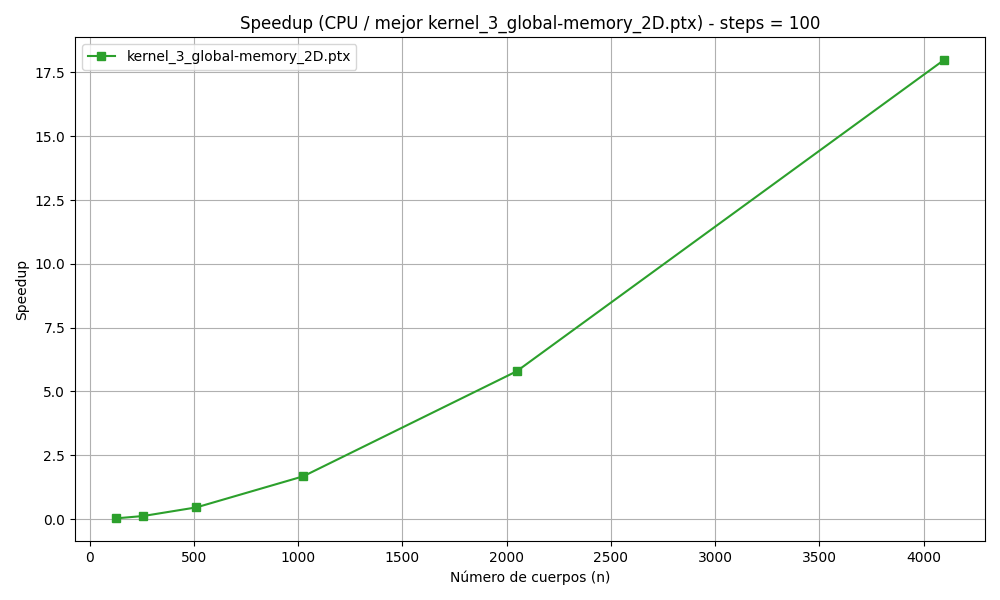 Speedup (CPU / mejor kernel_3_global-memory_2D.ptx) - steps = 100
kernel_3_global-memory_2D.ptx
17.5
15.0
12.5
10.0
7.5
5.0
2.5
0.0
Speedup
0 500 1000 1500 2000 2500 3000 3500 4000
Número de cuerpos (n)